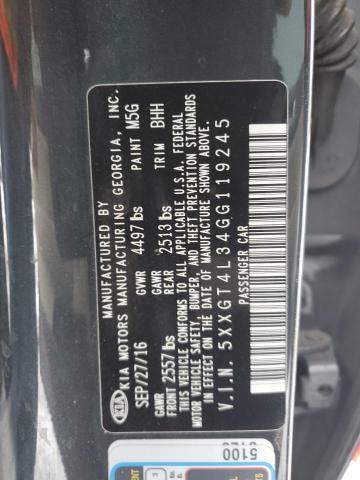 KIA
MANUFACTURED BY
KIA MOTORS MANUFACTURING GEORGIA, INC.
SEP/27/16 GVWR 4497 lbs PAINT M5G
GAWR GAWR TRIM BHH
FRONT 2557 lbs REAR 2513 lbs
THIS VEHICLE CONFORMS TO ALL APPLICABLE U.S.A. FEDERAL
MOTOR VEHICLE SAFETY, BUMPER, AND THEFT PREVENTION STANDARDS
IN EFFECT ON THE DATE OF MANUFACTURE SHOWN ABOVE.
V.I.N. 5XXGT4L34GG119245
PASSENGER CAR
5100